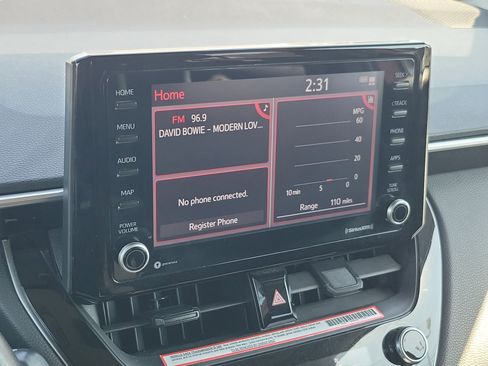 HOME
MENU
AUDIO
MAP
POWER
VOLUME
Home
2:31
FM 96.9
DAVID BOWIE - MODERN LOV...
No phone connected.
Register Phone
MPG
60
40
20
0
10 min 5 0
Range 110 miles
SEEK >
< TRACK
PHONE
APPS
TUNE
SCROLL
SiriusXM